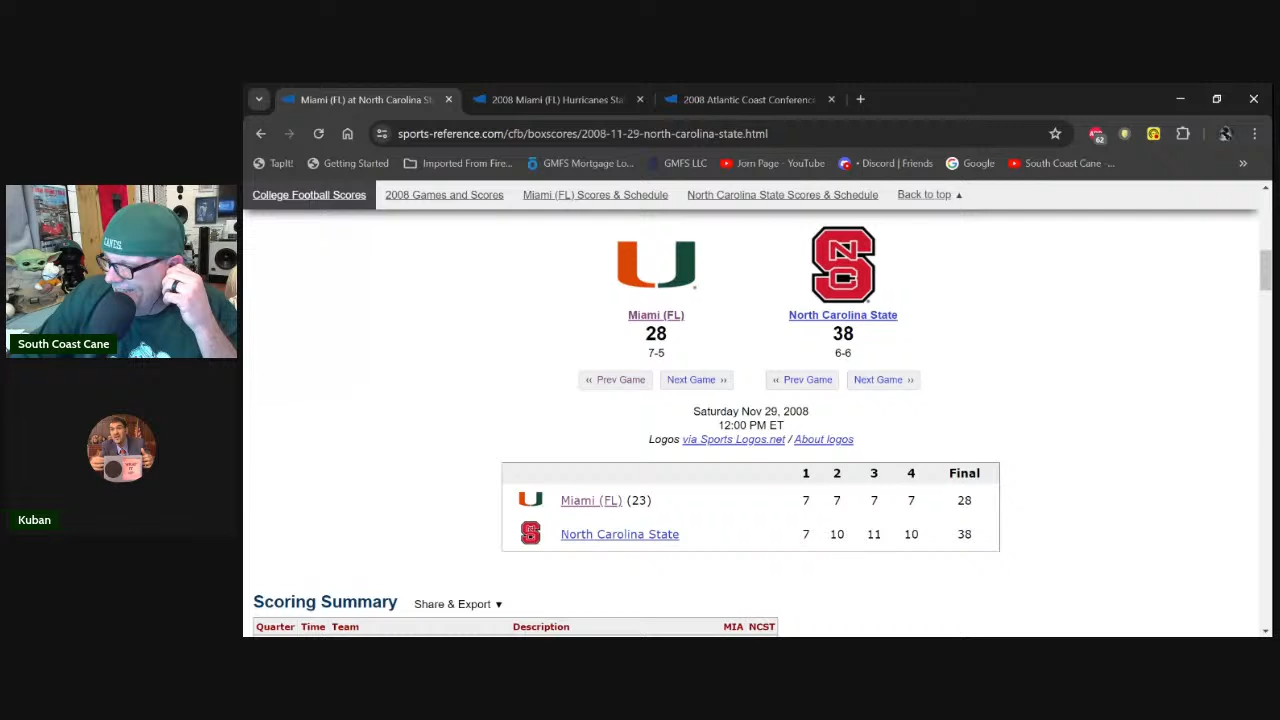 Miami (FL) at North Carolina St
2008 Miami (FL) Hurricanes Sta
2008 Atlantic Coast Conference
sports-reference.com/cfb/boxscores/2008-11-29-north-carolina-state.html
62
TapIt!
Getting Started
Imported From Fire...
GMFS Mortgage Lo...
GMFS LLC
Jom Page - YouTube
• Discord | Friends
Google
South Coast Cane -...
»
College Football Scores
2008 Games and Scores
Miami (FL) Scores & Schedule
North Carolina State Scores & Schedule
Back to top ▲
CANES
South Coast Cane
Kuban
Miami (FL)
North Carolina State
28
38
7-5
6-6
‹‹ Prev Game
Next Game ››
‹‹ Prev Game
Next Game ››
Saturday Nov 29, 2008
12:00 PM ET
Logos via Sports Logos.net / About logos
1 2 3 4 Final
Miami (FL) (23) 7 7 7 7 28
North Carolina State 7 10 11 10 38
Scoring Summary
Share & Export ▼
Quarter Time Team Description MIA NCST